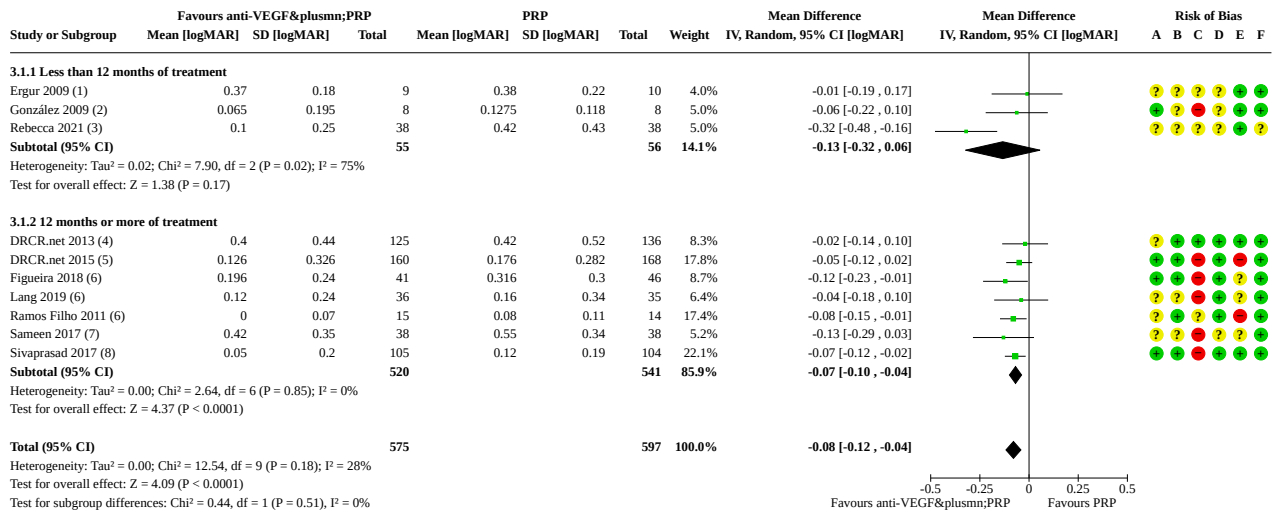 Favours anti-VEGF&plusmn;PRP PRP Mean Difference Mean Difference Risk of Bias
Study or Subgroup Mean [logMAR] SD [logMAR] Total Mean [logMAR] SD [logMAR] Total Weight IV, Random, 95% CI [logMAR] IV, Random, 95% CI [logMAR] A B C D E F
3.1.1 Less than 12 months of treatment
Ergur 2009 (1) 0.37 0.18 9 0.38 0.22 10 4.0% -0.01 [-0.19 , 0.17] ? ? ? ? + +
González 2009 (2) 0.065 0.195 8 0.1275 0.118 8 5.0% -0.06 [-0.22 , 0.10] + ? − ? + +
Rebecca 2021 (3) 0.1 0.25 38 0.42 0.43 38 5.0% -0.32 [-0.48 , -0.16] ? ? ? ? + ?
Subtotal (95% CI) 55 56 14.1% -0.13 [-0.32 , 0.06]
Heterogeneity: Tau² = 0.02; Chi² = 7.90, df = 2 (P = 0.02); I² = 75%
Test for overall effect: Z = 1.38 (P = 0.17)
3.1.2 12 months or more of treatment
DRCR.net 2013 (4) 0.4 0.44 125 0.42 0.52 136 8.3% -0.02 [-0.14 , 0.10] ? + + + + +
DRCR.net 2015 (5) 0.126 0.326 160 0.176 0.282 168 17.8% -0.05 [-0.12 , 0.02] + + − + − +
Figueira 2018 (6) 0.196 0.24 41 0.316 0.3 46 8.7% -0.12 [-0.23 , -0.01] + + − + ? +
Lang 2019 (6) 0.12 0.24 36 0.16 0.34 35 6.4% -0.04 [-0.18 , 0.10] ? ? − + + +
Ramos Filho 2011 (6) 0 0.07 15 0.08 0.11 14 17.4% -0.08 [-0.15 , -0.01] ? + ? + − +
Sameen 2017 (7) 0.42 0.35 38 0.55 0.34 38 5.2% -0.13 [-0.29 , 0.03] ? ? − ? ? +
Sivaprasad 2017 (8) 0.05 0.2 105 0.12 0.19 104 22.1% -0.07 [-0.12 , -0.02] + + − + + +
Subtotal (95% CI) 520 541 85.9% -0.07 [-0.10 , -0.04]
Heterogeneity: Tau² = 0.00; Chi² = 2.64, df = 6 (P = 0.85); I² = 0%
Test for overall effect: Z = 4.37 (P < 0.0001)
Total (95% CI) 575 597 100.0% -0.08 [-0.12 , -0.04]
Heterogeneity: Tau² = 0.00; Chi² = 12.54, df = 9 (P = 0.18); I² = 28%
Test for overall effect: Z = 4.09 (P < 0.0001)
-0.5 -0.25 0 0.25 0.5
Test for subgroup differences: Chi² = 0.44, df = 1 (P = 0.51), I² = 0% Favours anti-VEGF&plusmn;PRP Favours PRP